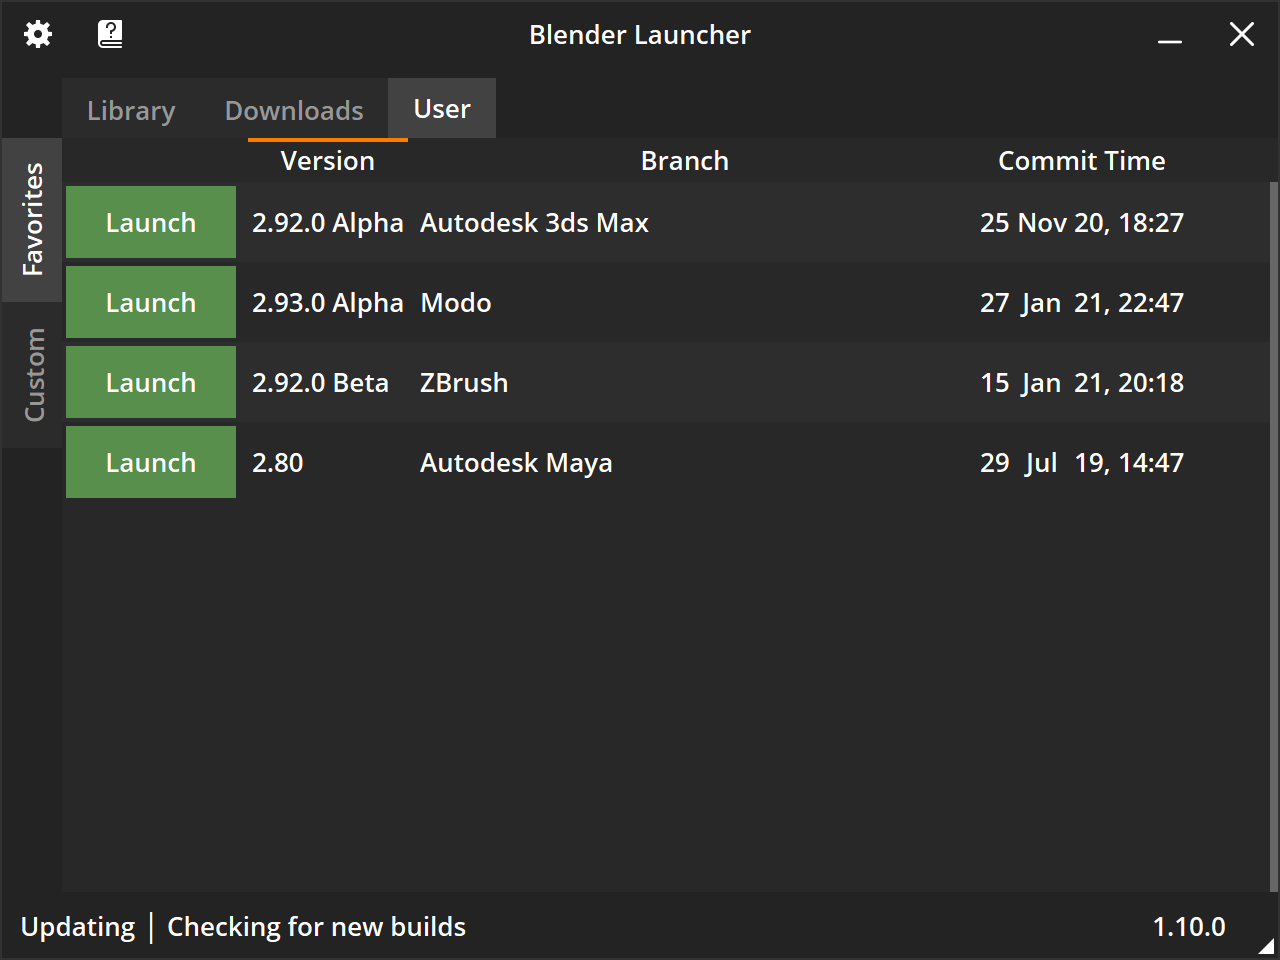 Blender Launcher
Library Downloads User
Favorites
Custom
Version Branch Commit Time
Launch 2.92.0 Alpha Autodesk 3ds Max 25 Nov 20, 18:27
Launch 2.93.0 Alpha Modo 27 Jan 21, 22:47
Launch 2.92.0 Beta ZBrush 15 Jan 21, 20:18
Launch 2.80 Autodesk Maya 29 Jul 19, 14:47
Updating | Checking for new builds 1.10.0